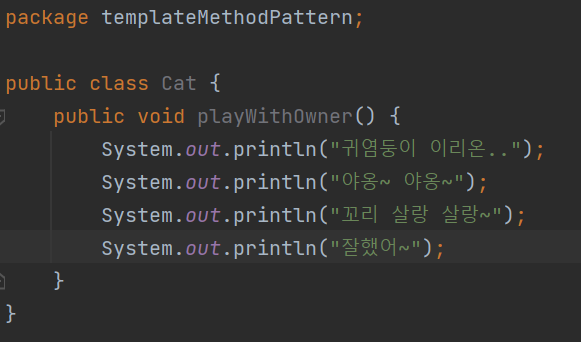 package templateMethodPattern;
public class Cat {
public void playWithOwner() {
System.out.println("귀염둥이 이리온..");
System.out.println("야옹~ 야옹~");
System.out.println("꼬리 살랑 살랑~");
System.out.println("잘했어~");
}
}